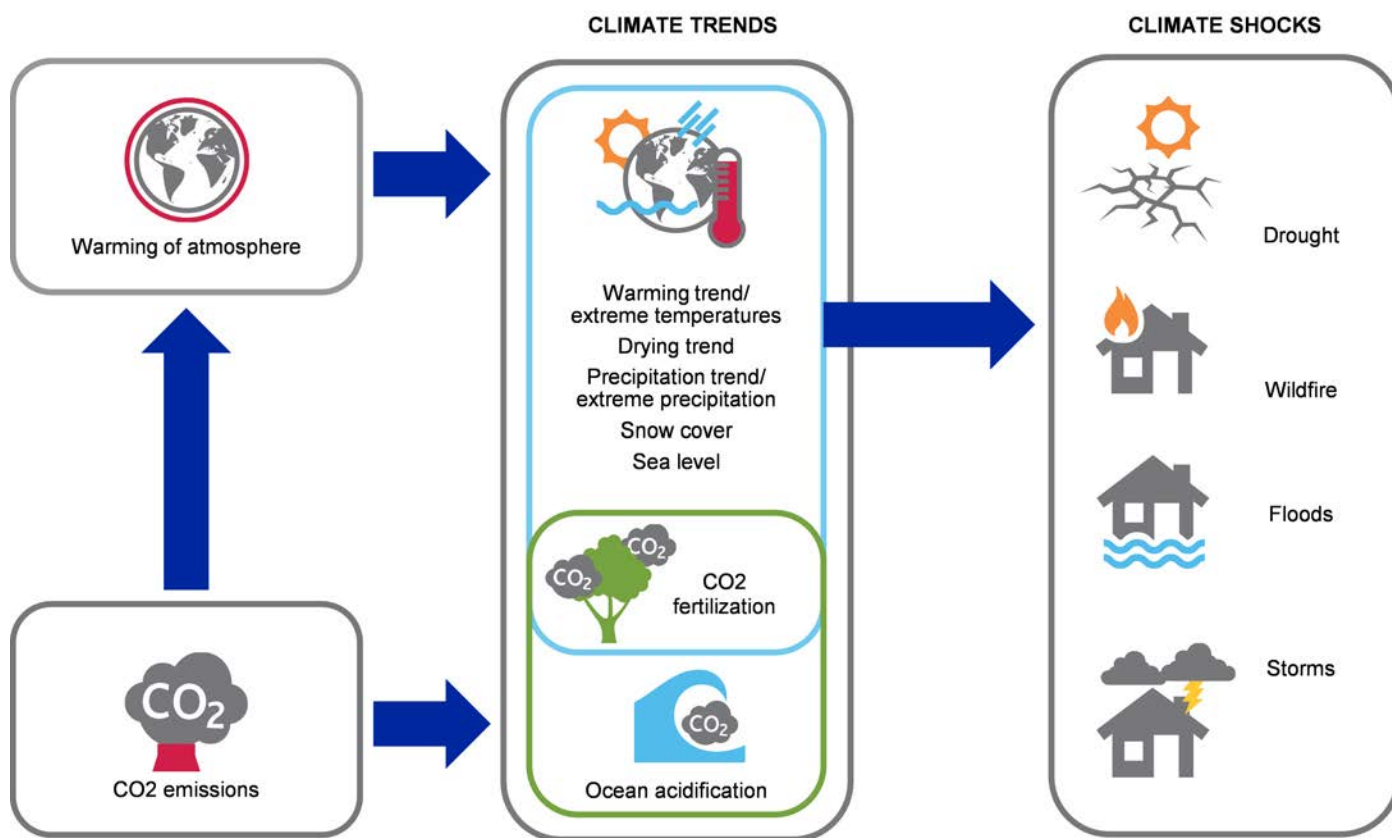 CLIMATE TRENDS
CLIMATE SHOCKS
Warming of atmosphere
CO2 emissions
Warming trend/
extreme temperatures
Drying trend
Precipitation trend/
extreme precipitation
Snow cover
Sea level
CO2
CO2
CO2
fertilization
CO2
Ocean acidification
CO2
Drought
Wildfire
Floods
Storms